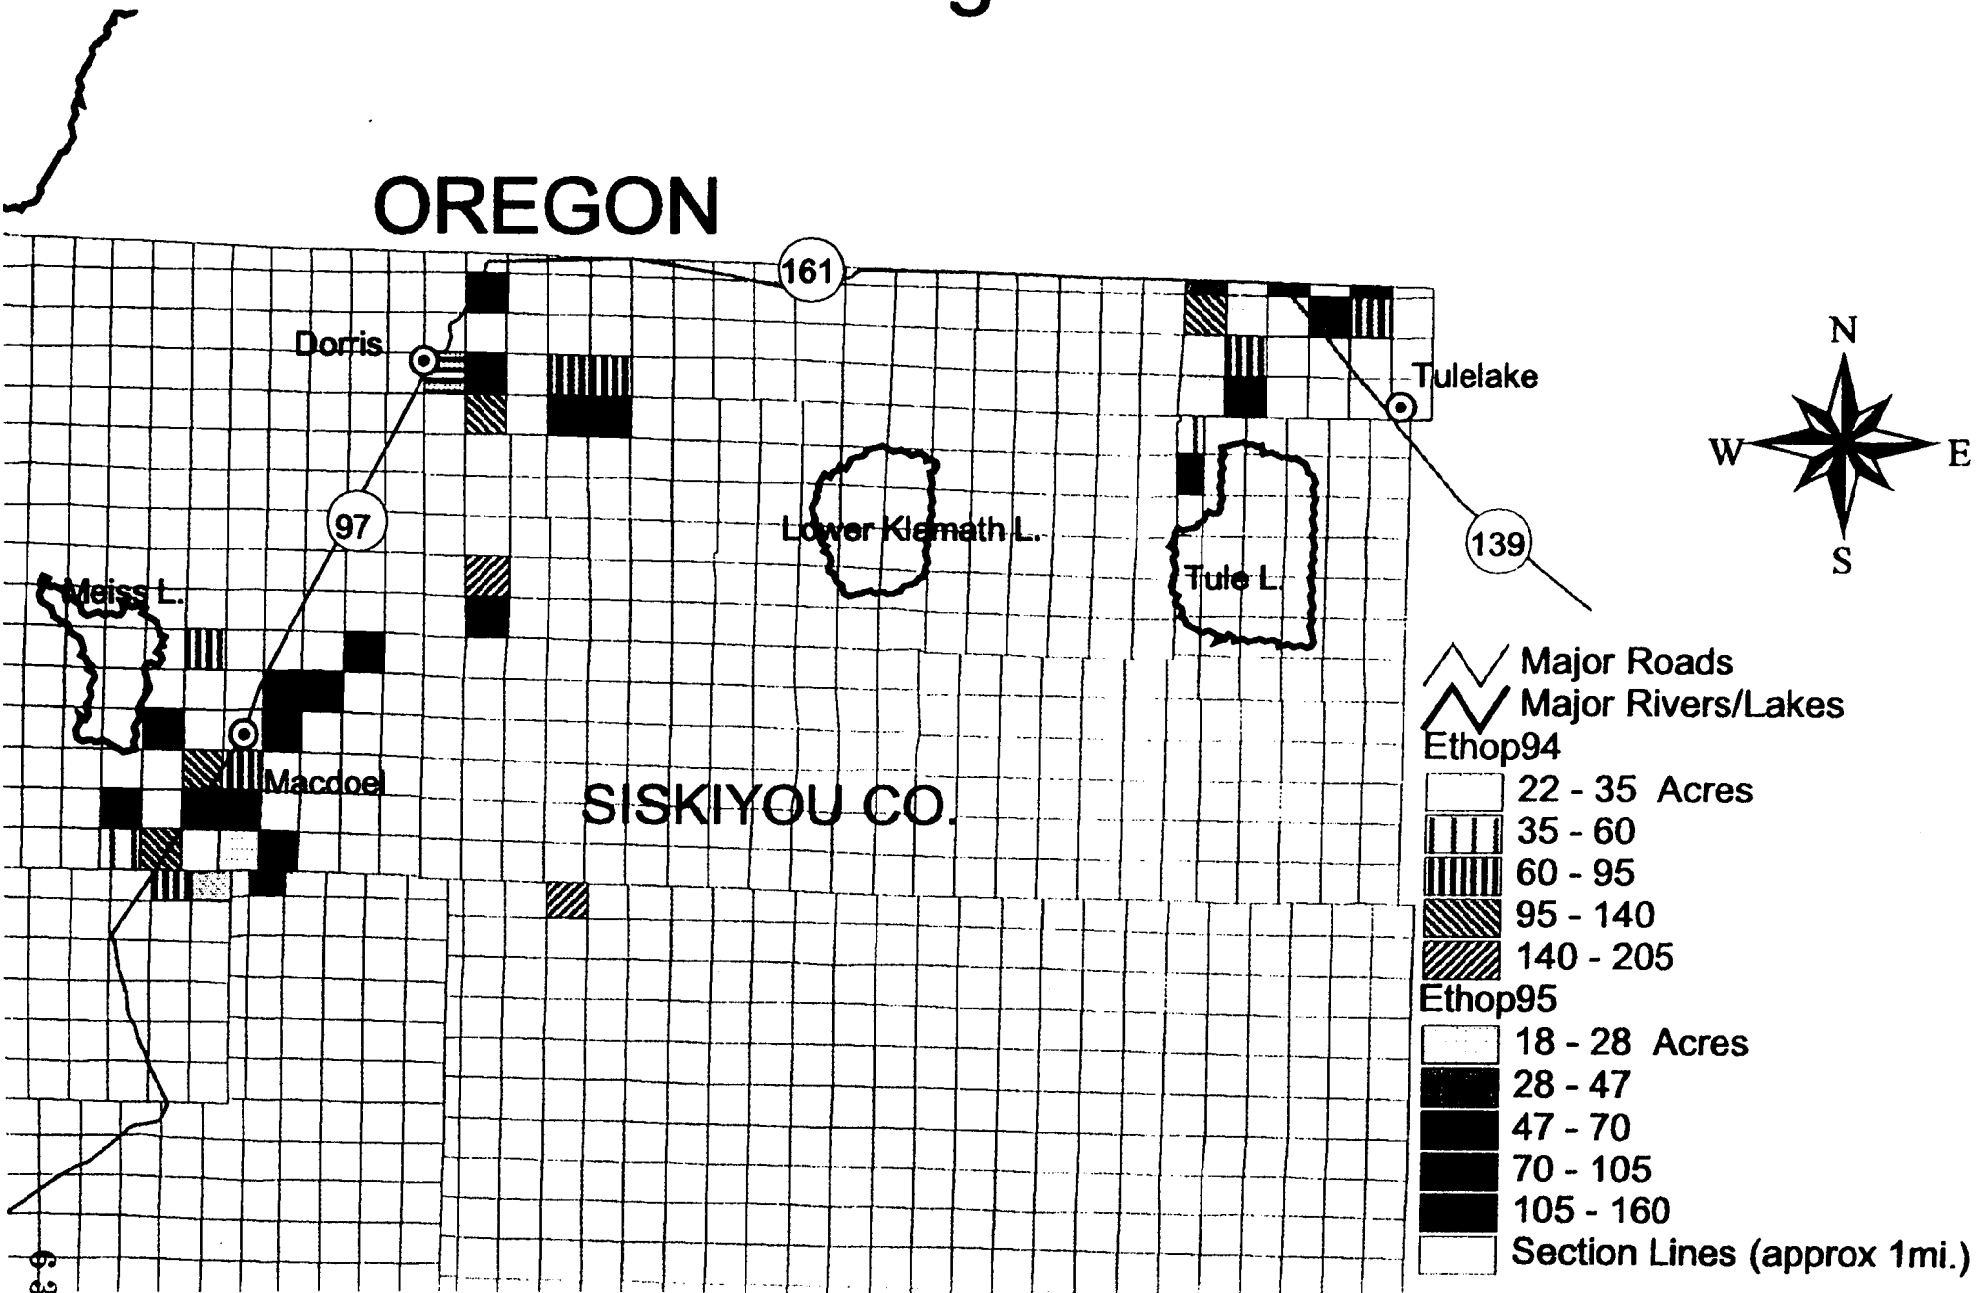 OREGON
161
Dorris
Tulelake
N
W
E
S
97
Lower Klamath L.
139
Meiss L.
Tule L.
Macdoel
SISKIYOU CO.
Major Roads
Major Rivers/Lakes
Ethop94
22 - 35 Acres
35 - 60
60 - 95
95 - 140
140 - 205
Ethop95
18 - 28 Acres
28 - 47
47 - 70
70 - 105
105 - 160
Section Lines (approx 1mi.)